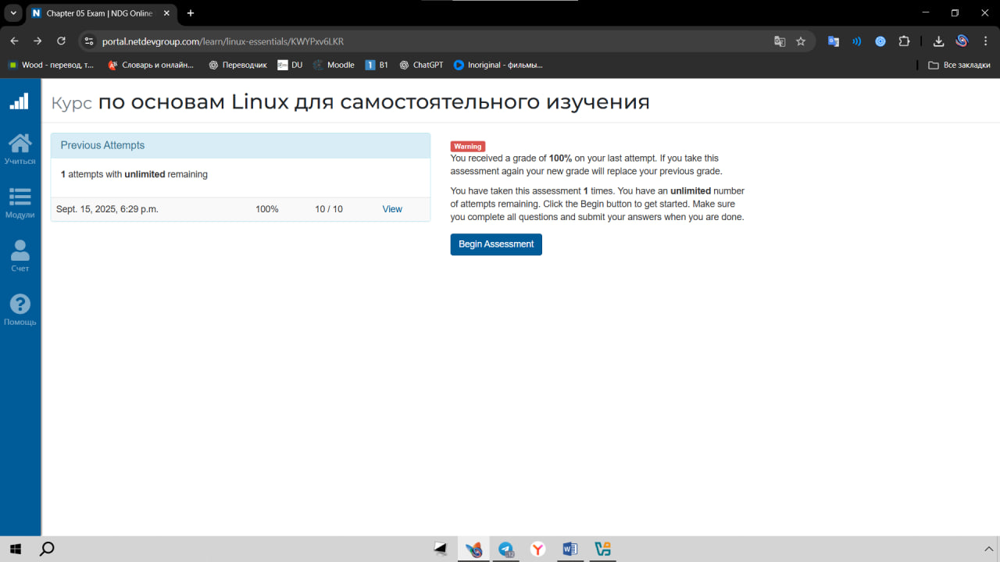 Chapter 05 Exam | NDG Online
portal.netdevgroup.com/learn/linux-essentials/KWYPxv6LKR
Wood - перевод, т...
Словарь и онлайн...
Переводчик
DU
Moodle
B1
ChatGPT
Inoriginal - фильмы...
Все закладки
Курс по основам Linux для самостоятельного изучения
Учиться
Модули
Счет
Помощь
Previous Attempts
1 attempts with unlimited remaining
Sept. 15, 2025, 6:29 p.m. 100% 10 / 10 View
Warning
You received a grade of 100% on your last attempt. If you take this
assessment again your new grade will replace your previous grade.
You have taken this assessment 1 times. You have an unlimited number
of attempts remaining. Click the Begin button to get started. Make sure
you complete all questions and submit your answers when you are done.
Begin Assessment